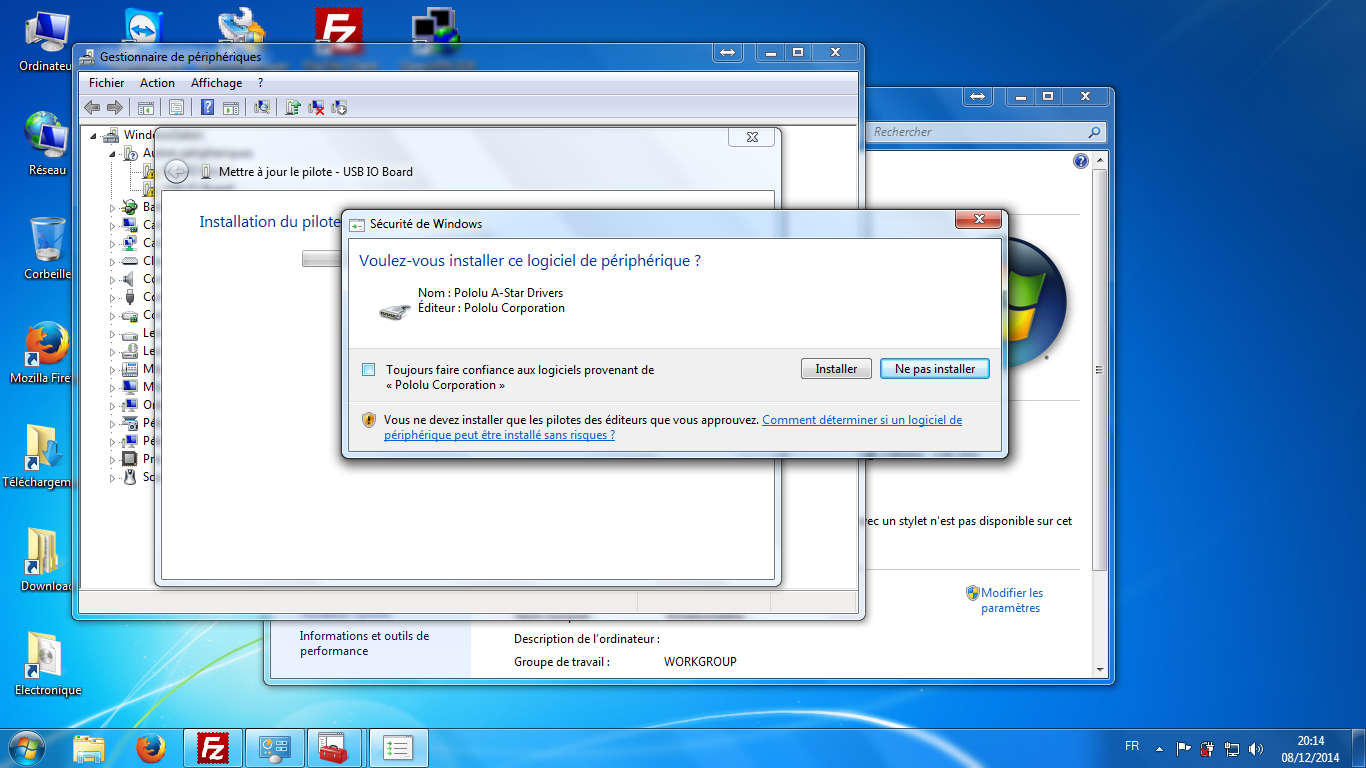 Ordinateu
Réseau
Corbeille
Mozilla Firef
Téléchargem
Download
Electronique
Gestionnaire de périphériques
Fichier Action Affichage ?
Window
Au
Ba
Ca
Ca
Cl
Co
Co
Co
Le
Le
M
M
Or
Pé
Pé
Pr
So
Mettre à jour le pilote - USB IO Board
Installation du pilote
Sécurité de Windows
Voulez-vous installer ce logiciel de périphérique ?
Nom : Pololu A-Star Drivers
Éditeur : Pololu Corporation
Toujours faire confiance aux logiciels provenant de
« Pololu Corporation »
Installer
Ne pas installer
Vous ne devez installer que les pilotes des éditeurs que vous approuvez. Comment déterminer si un logiciel de
périphérique peut être installé sans risques ?
Rechercher
ec un stylet n'est pas disponible sur cet
Modifier les
paramètres
Informations et outils de
performance
Description de l'ordinateur :
Groupe de travail : WORKGROUP
FR
20:14
08/12/2014